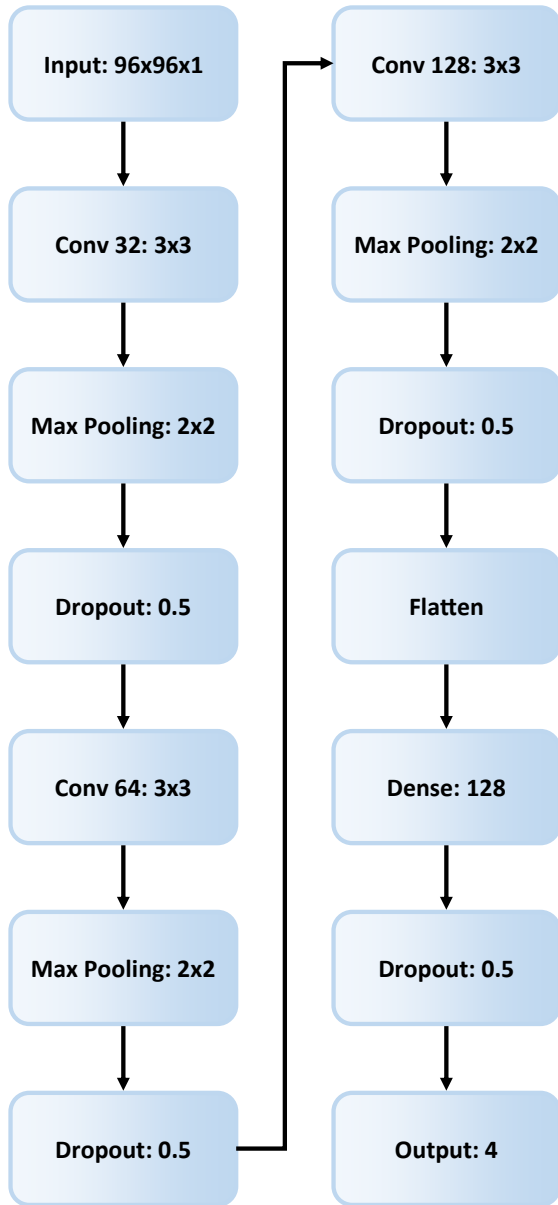 Input: 96x96x1
Conv 32: 3x3
Max Pooling: 2x2
Dropout: 0.5
Conv 64: 3x3
Max Pooling: 2x2
Dropout: 0.5
Conv 128: 3x3
Max Pooling: 2x2
Dropout: 0.5
Flatten
Dense: 128
Dropout: 0.5
Output: 4